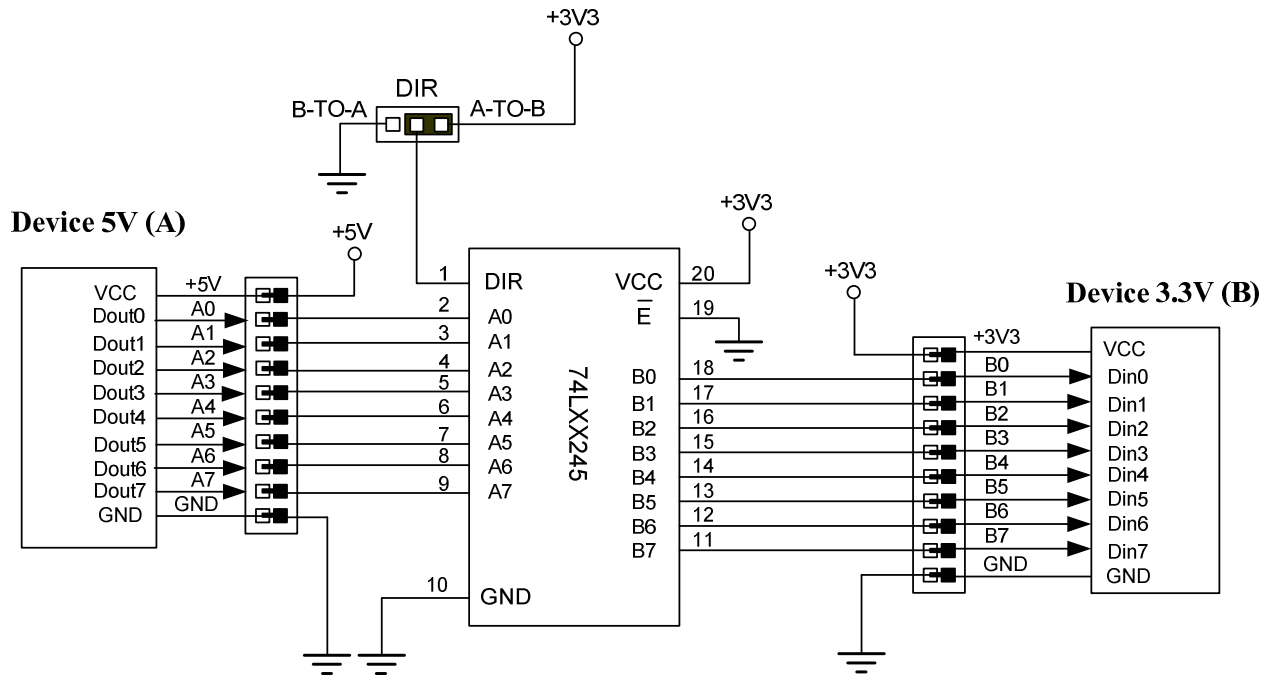 +3V3
DIR
B-TO-A
A-TO-B
Device 5V (A)
+5V
VCC
Dout0
Dout1
Dout2
Dout3
Dout4
Dout5
Dout6
Dout7
GND
+5V
A0
A1
A2
A3
A4
A5
A6
A7
GND
1
2
3
4
5
6
7
8
9
10
DIR
A0
A1
A2
A3
A4
A5
A6
A7
GND
74LXX245
VCC
E
B0
B1
B2
B3
B4
B5
B6
B7
20
19
18
17
16
15
14
13
12
11
+3V3
+3V3
Device 3.3V (B)
+3V3
B0
B1
B2
B3
B4
B5
B6
B7
GND
VCC
Din0
Din1
Din2
Din3
Din4
Din5
Din6
Din7
GND